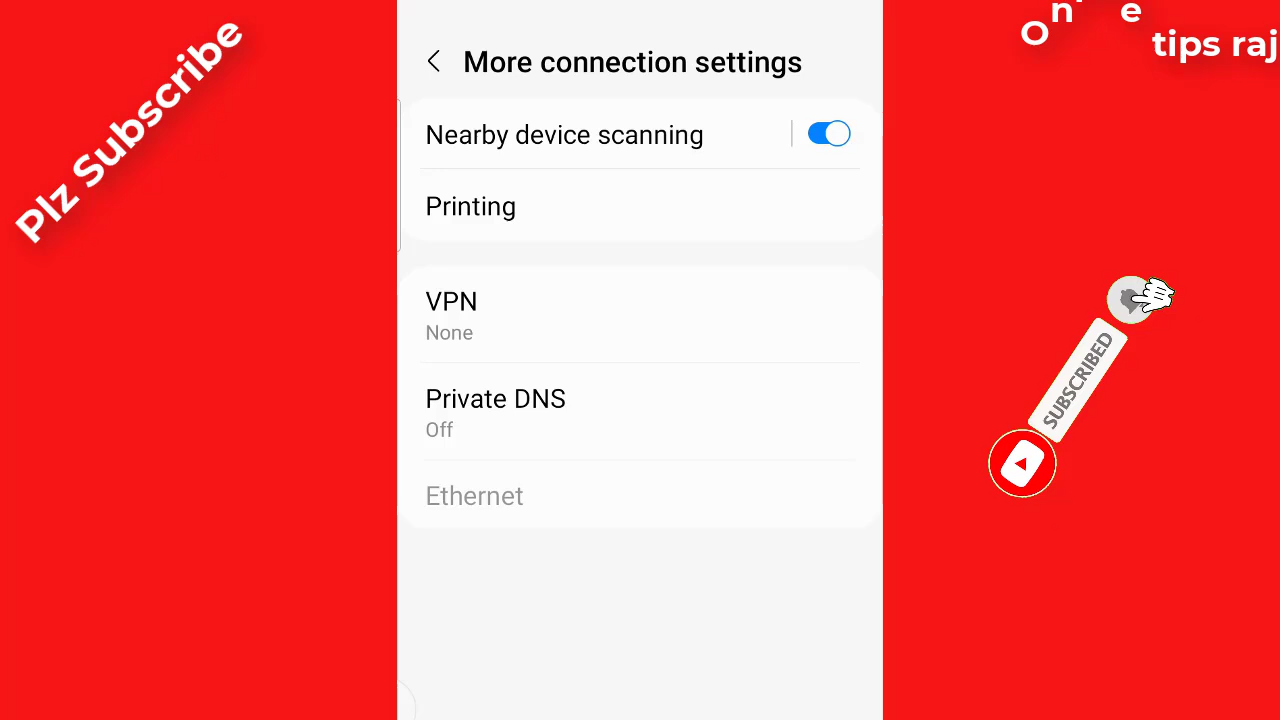 Plz Subscribe
tips raj
More connection settings
Nearby device scanning
Printing
VPN
None
Private DNS
Off
Ethernet
SUBSCRIBED